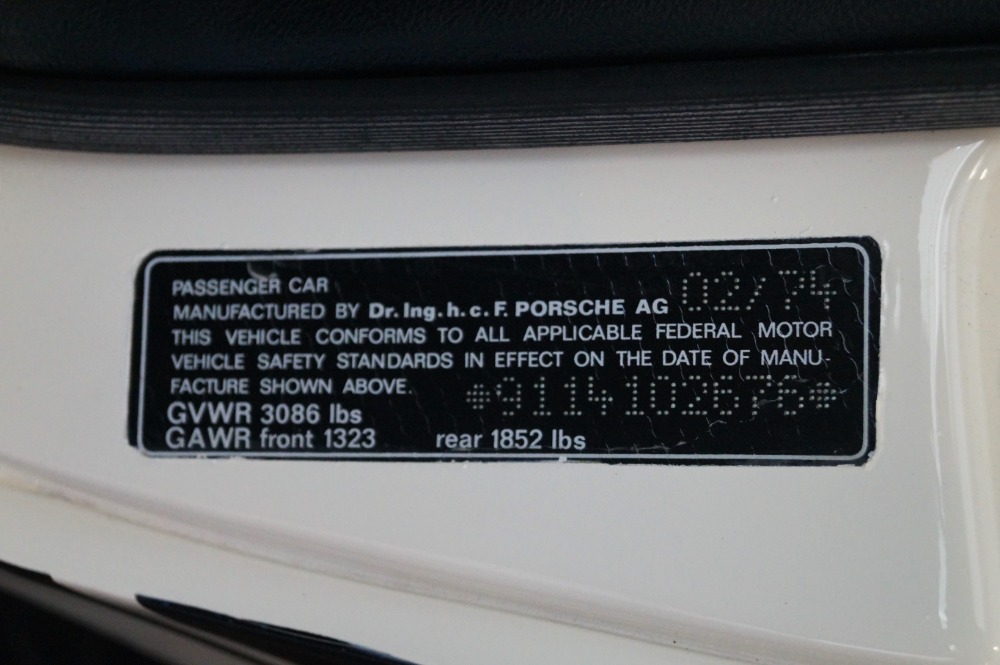 PASSENGER CAR
MANUFACTURED BY Dr. Ing. h. c. F. PORSCHE AG 02/74
THIS VEHICLE CONFORMS TO ALL APPLICABLE FEDERAL MOTOR
VEHICLE SAFETY STANDARDS IN EFFECT ON THE DATE OF MANU-
FACTURE SHOWN ABOVE. *9114102676*
GVWR 3086 lbs
GAWR front 1323 rear 1852 lbs